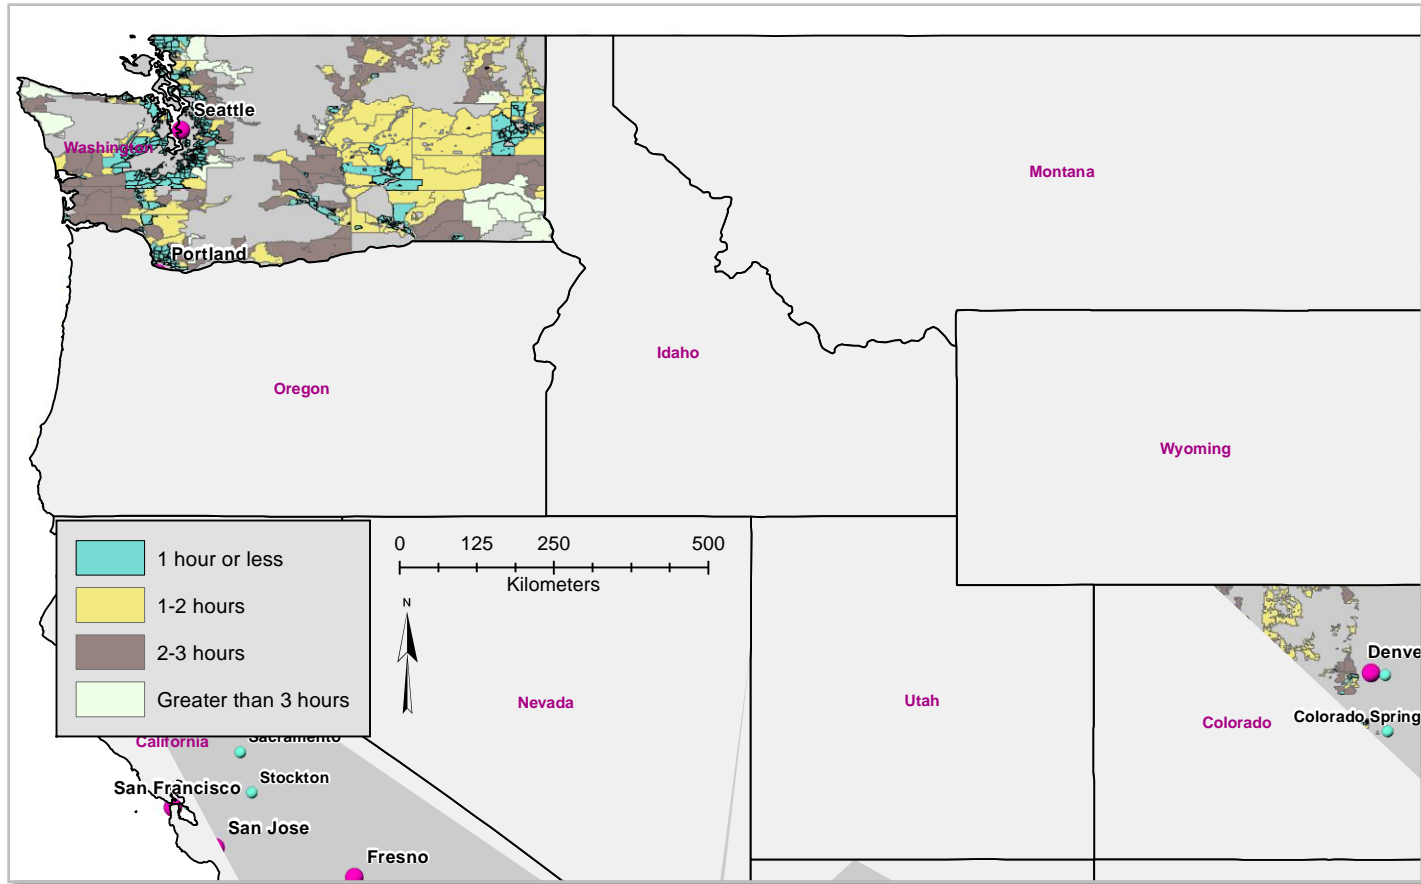 Seattle
Washington
Montana
Portland
Idaho
Oregon
Wyoming
1 hour or less
1-2 hours
2-3 hours
Greater than 3 hours
0 125 250 500
Kilometers
N
Nevada
Utah
Colorado
Denve
Colorado Spring
California
Sacramento
Stockton
San Francisco
San Jose
Fresno